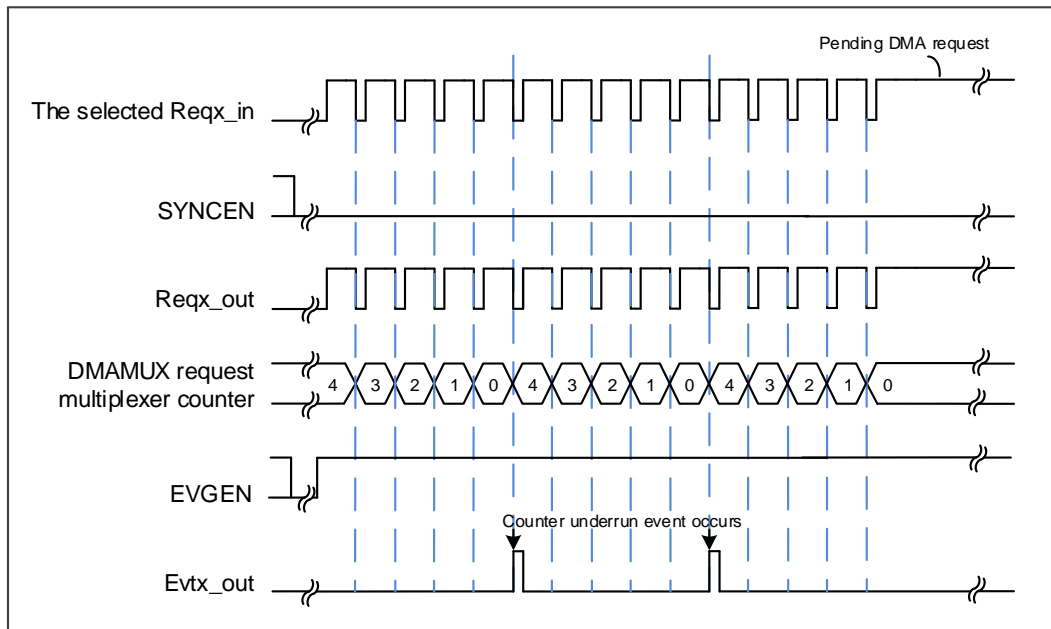 Pending DMA request
The selected Reqx_in
SYNCEN
Reqx_out
DMAMUX request
multiplexer counter
4 3 2 1 0 4 3 2 1 0 4 3 2 1 0
EVGEN
Counter underrun event occurs
Evtx_out